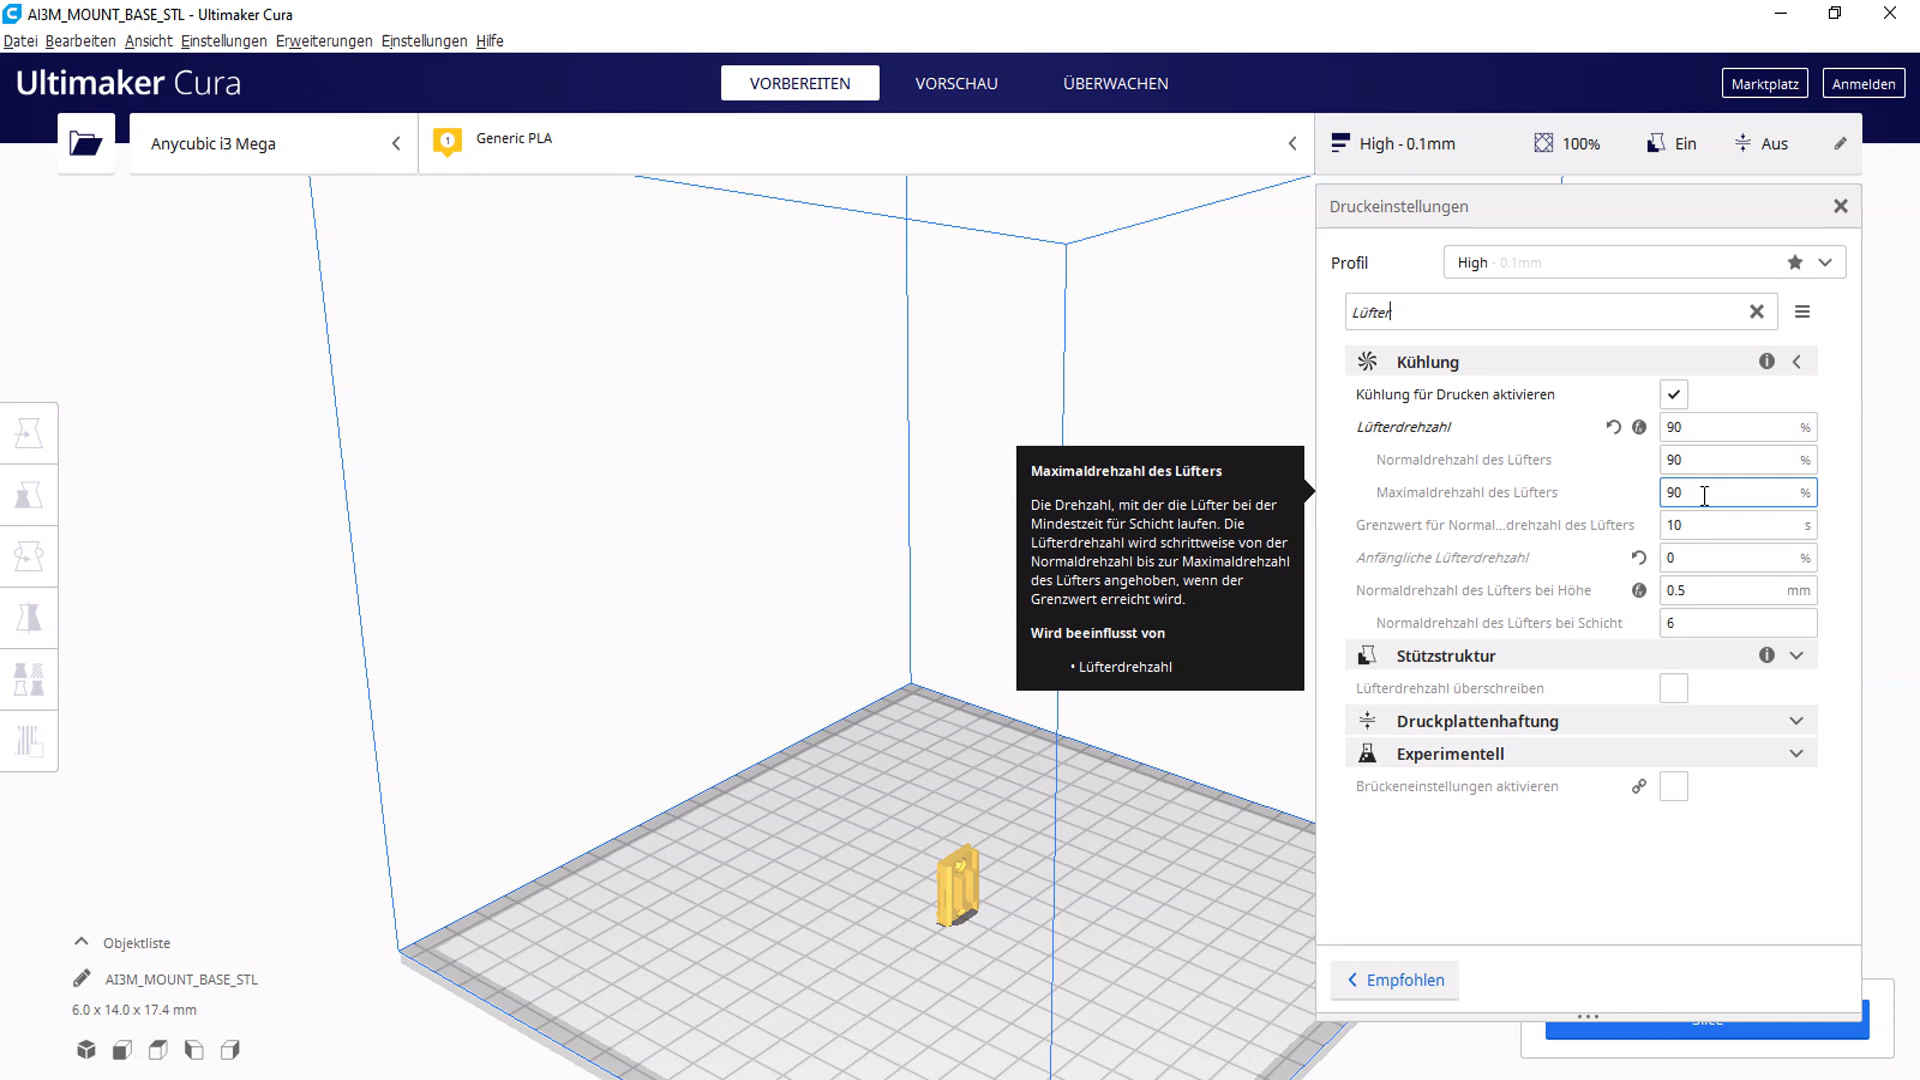 AI3M_MOUNT_BASE_STL - Ultimaker Cura
Datei Bearbeiten Ansicht Einstellungen Erweiterungen Einstellungen Hilfe
Ultimaker Cura
VORBEREITEN
VORSCHAU
ÜBERWACHEN
Marktplatz
Anmelden
Anycubic i3 Mega
1
Generic PLA
High - 0.1mm
100%
Ein
Aus
Druckeinstellungen
Profil
High - 0.1mm
Lüfter
Kühlung
Kühlung für Drucken aktivieren
Lüfterdrehzahl
90 %
Normaldrehzahl des Lüfters
90 %
Maximaldrehzahl des Lüfters
90 %
Grenzwert für Normal...drehzahl des Lüfters
10 s
Anfängliche Lüfterdrehzahl
0 %
Normaldrehzahl des Lüfters bei Höhe
0.5 mm
Normaldrehzahl des Lüfters bei Schicht
6
Stützstruktur
Lüfterdrehzahl überschreiben
Druckplattenhaftung
Experimentell
Brückeneinstellungen aktivieren
Empfohlen
Slice
Maximaldrehzahl des Lüfters
Die Drehzahl, mit der die Lüfter bei der
Mindestzeit für Schicht laufen. Die
Lüfterdrehzahl wird schrittweise von der
Normaldrehzahl bis zur Maximaldrehzahl
des Lüfters angehoben, wenn der
Grenzwert erreicht wird.
Wird beeinflusst von
• Lüfterdrehzahl
Objektliste
AI3M_MOUNT_BASE_STL
6.0 x 14.0 x 17.4 mm